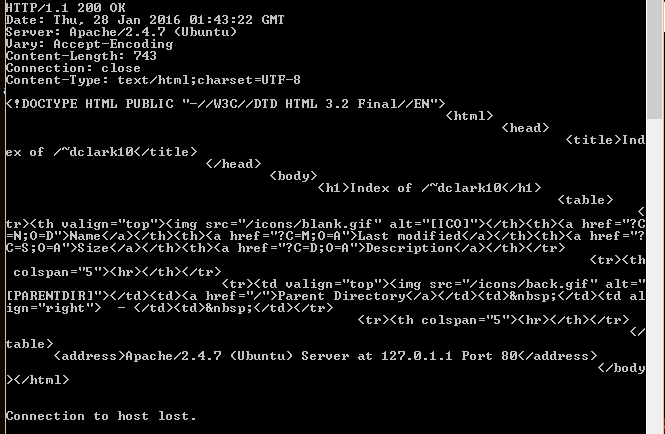 HTTP/1.1 200 OK
Date: Thu, 28 Jan 2016 01:43:22 GMT
Server: Apache/2.4.7 (Ubuntu)
Vary: Accept-Encoding
Content-Length: 743
Connection: close
Content-Type: text/html;charset=UTF-8
<!DOCTYPE HTML PUBLIC "-//W3C//DTD HTML 3.2 Final//EN">
<html>
<head>
<title>Ind
ex of /~dclark10</title>
</head>
<body>
<h1>Index of /~dclark10</h1>
<table>
<
tr><th valign="top"><img src="/icons/blank.gif" alt="[ICO]"></th><th><a href="?C
=N;O=D">Name</a></th><th><a href="?C=M;O=A">Last modified</a></th><th><a href="?
C=S;O=A">Size</a></th><th><a href="?C=D;O=A">Description</a></th></tr>
<tr><th
colspan="5"><hr></th></tr>
<tr><td valign="top"><img src="/icons/back.gif" alt="
[PARENTDIR]"></td><td><a href="/">Parent Directory</a></td><td>&nbsp;</td><td al
ign="right">  - </td><td>&nbsp;</td></tr>
<tr><th colspan="5"><hr></th></tr>
</
table>
<address>Apache/2.4.7 (Ubuntu) Server at 127.0.1.1 Port 80</address>
</body
></html>
Connection to host lost.